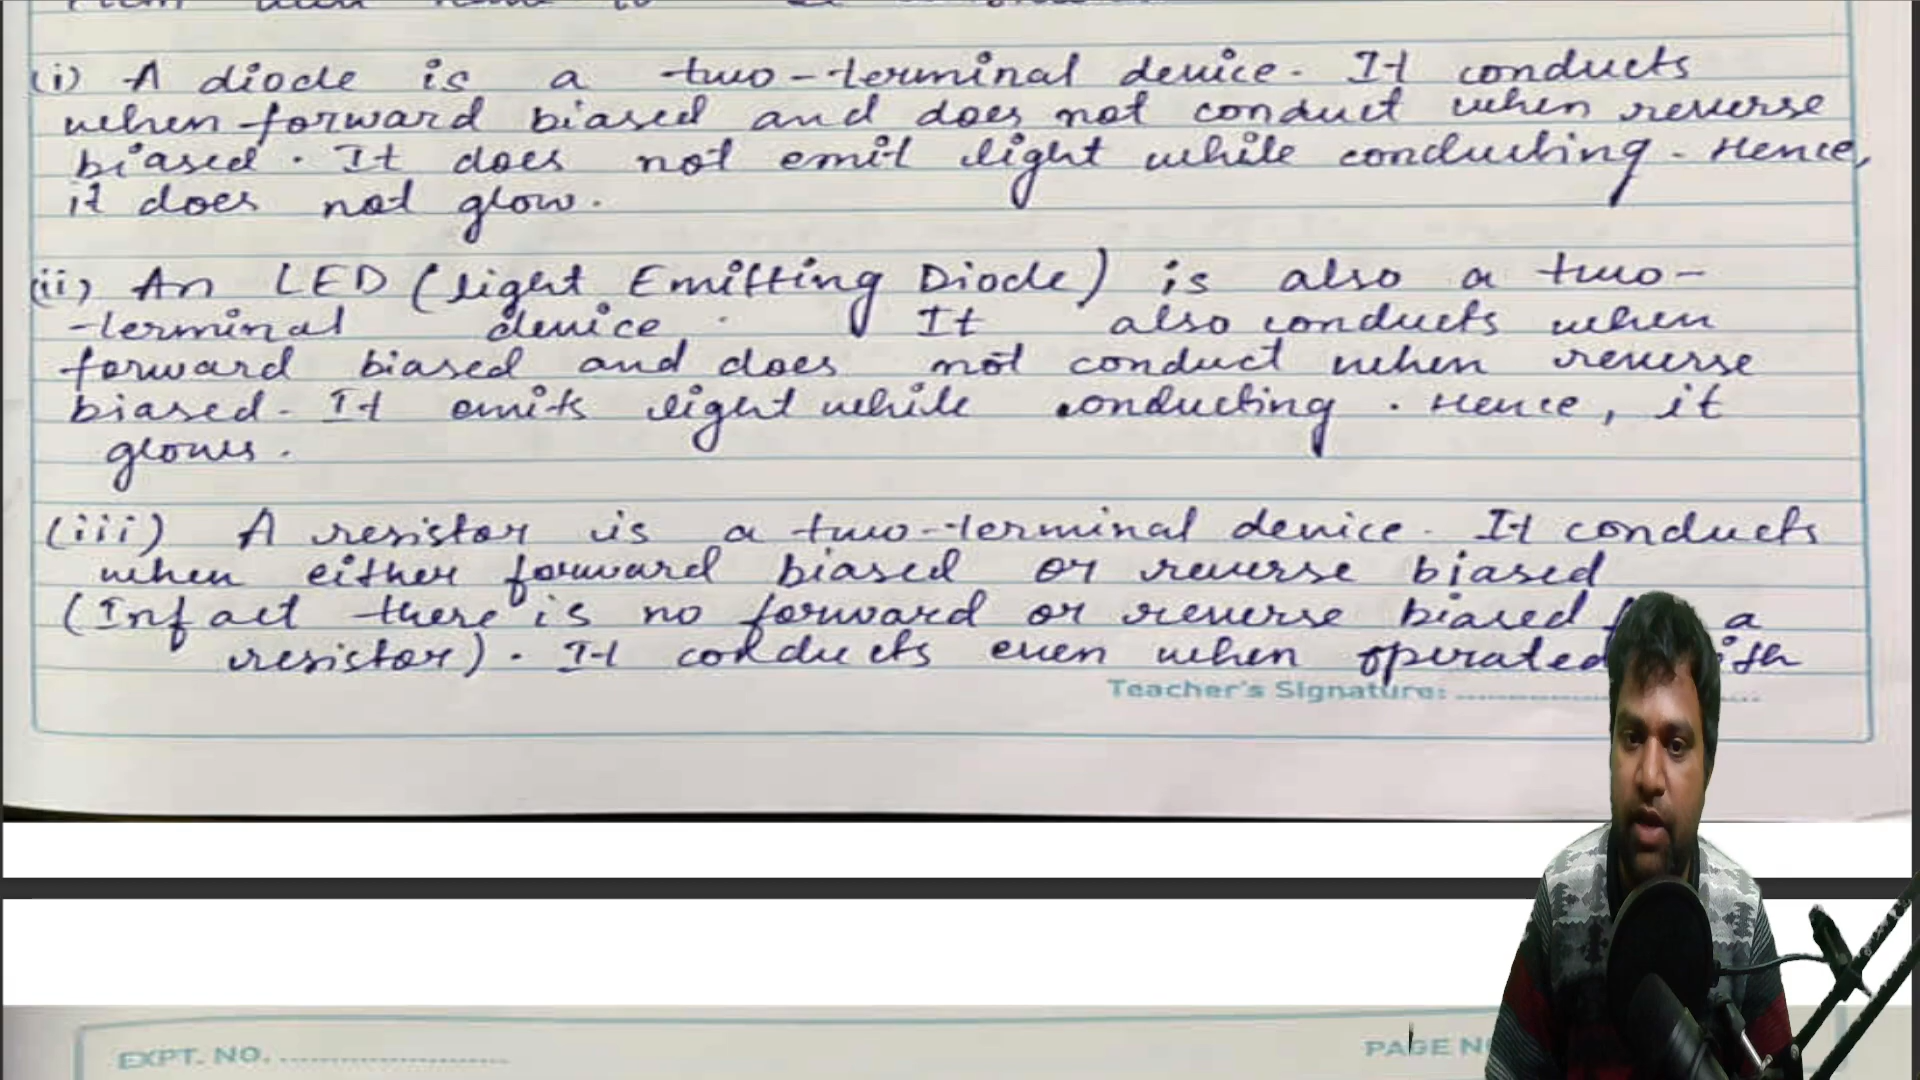 (i) A diode is a two-terminal device. It conducts
when forward biased and does not conduct when reverse
biased. It does not emit light while conducting. Hence,
it does not glow.
(ii) An LED (light Emitting Diode) is also a two-
terminal device. It also conducts when
forward biased and does not conduct when reverse
biased. It emits light while conducting. Hence, it
glows.
(iii) A resistor is a two-terminal device. It conducts
when either forward biased or reverse biased
(Infact there is no forward or reverse biased a
resistor). It conducts even when operated
Teacher's Signature:
EXPT. NO.
PAGE